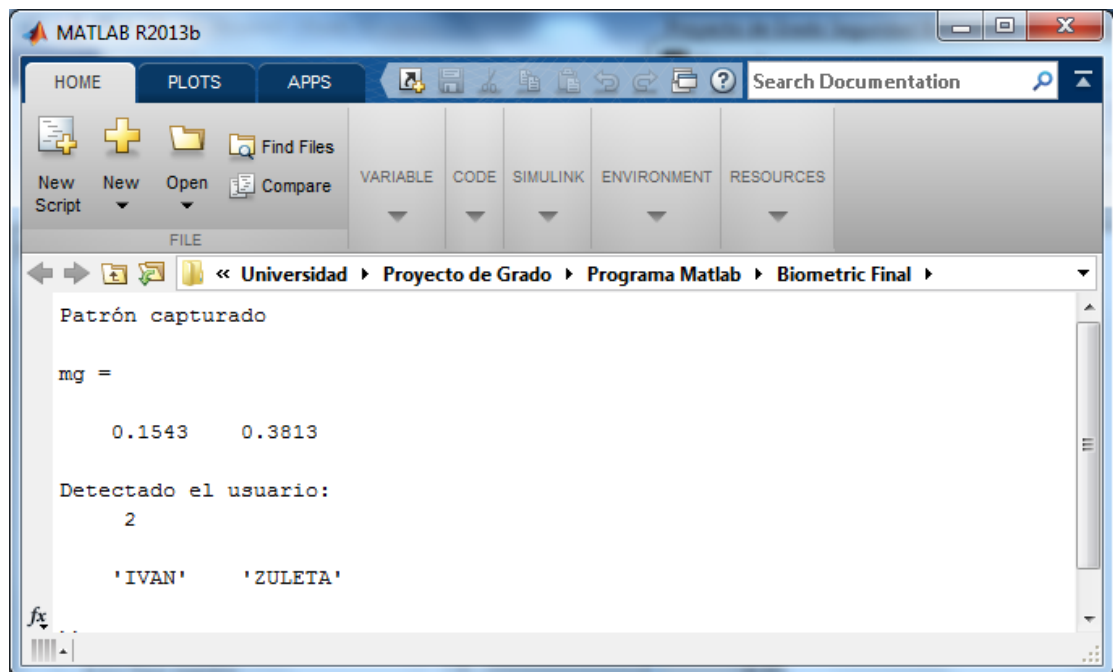 MATLAB R2013b
HOME PLOTS APPS Search Documentation
New Script New Open Find Files Compare
FILE VARIABLE CODE SIMULINK ENVIRONMENT RESOURCES
« Universidad Proyecto de Grado Programa Matlab Biometric Final
Patrón capturado
mg =
0.1543 0.3813
Detectado el usuario:
2
'IVAN' 'ZULETA'
fx